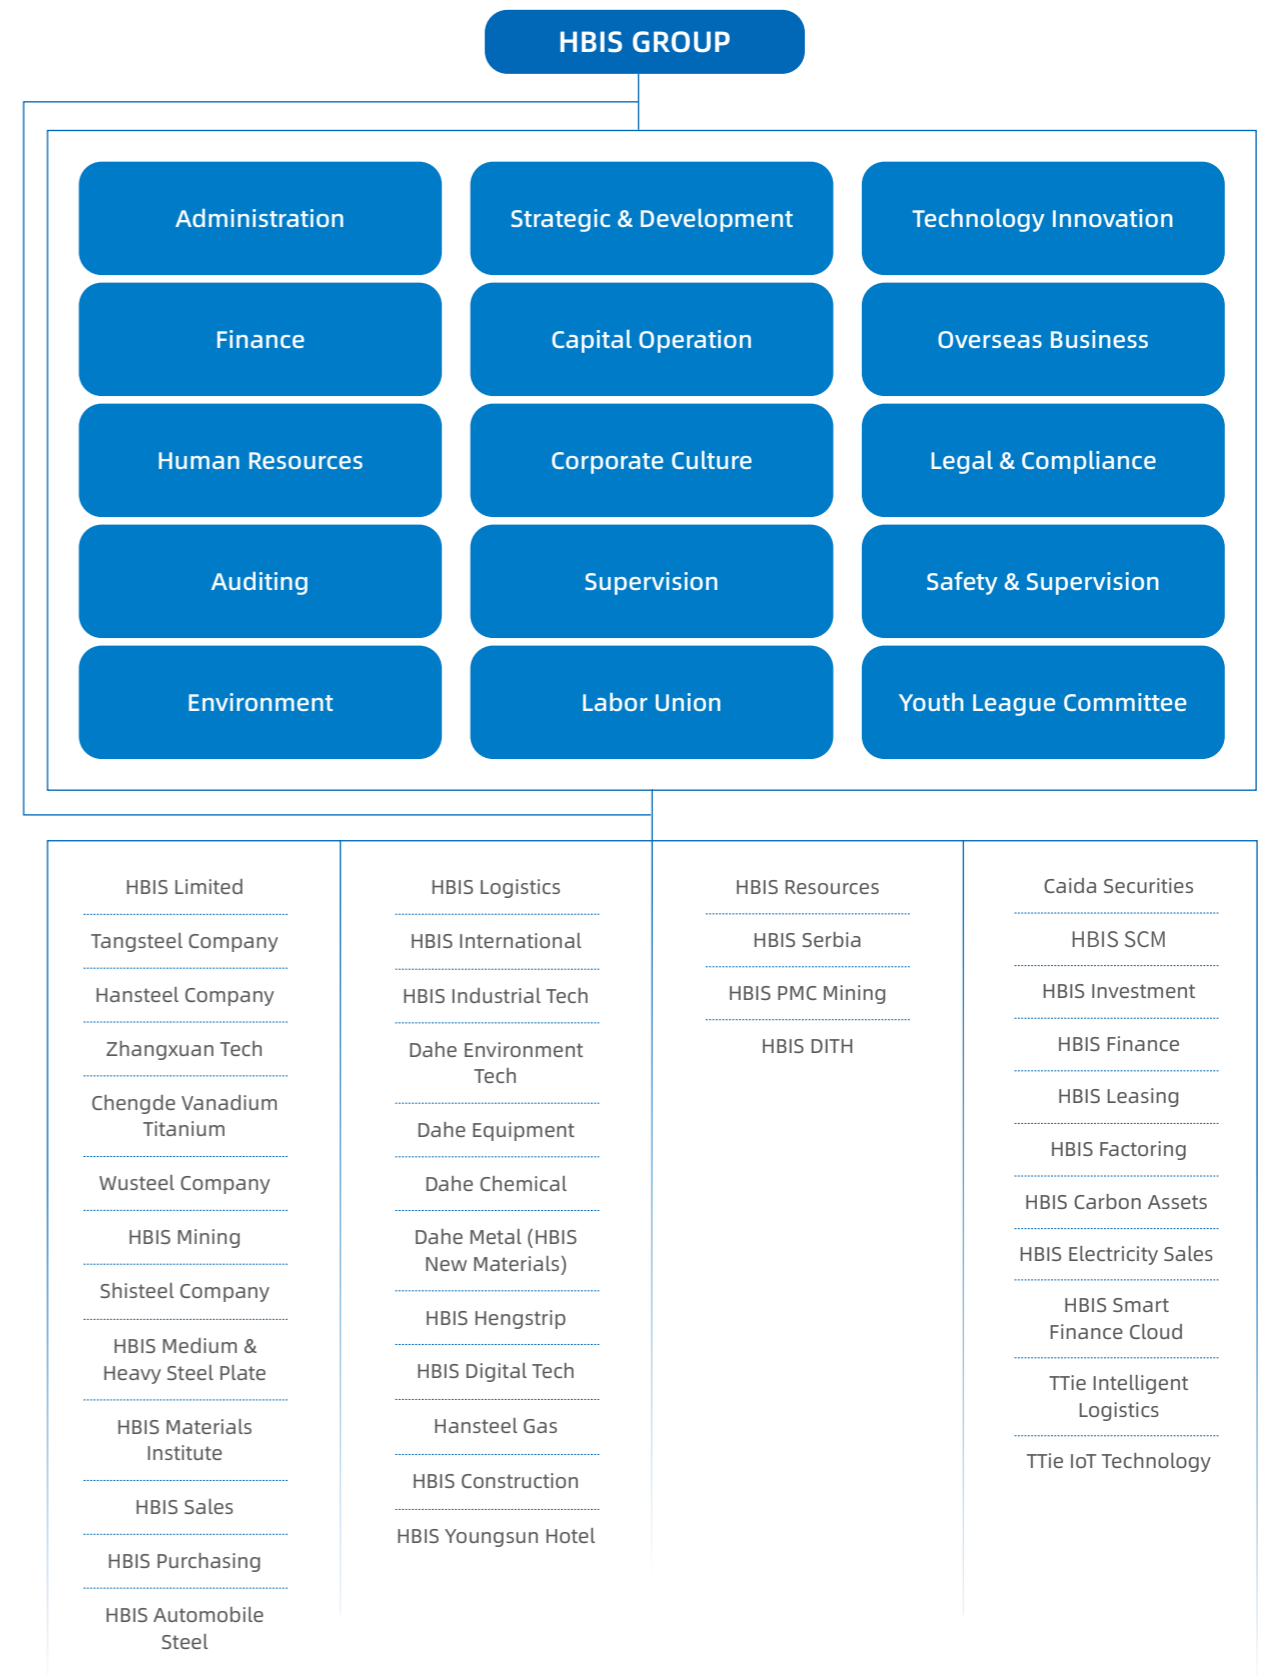 HBIS GROUP
Administration
Strategic & Development
Technology Innovation
Finance
Capital Operation
Overseas Business
Human Resources
Corporate Culture
Legal & Compliance
Auditing
Supervision
Safety & Supervision
Environment
Labor Union
Youth League Committee
HBIS Limited
Tangsteel Company
Hansteel Company
Zhangxuan Tech
Chengde Vanadium
Titanium
Wusteel Company
HBIS Mining
Shisteel Company
HBIS Medium &
Heavy Steel Plate
HBIS Materials
Institute
HBIS Sales
HBIS Purchasing
HBIS Automobile
Steel
HBIS Logistics
HBIS International
HBIS Industrial Tech
Dahe Environment
Tech
Dahe Equipment
Dahe Chemical
Dahe Metal (HBIS
New Materials)
HBIS Hengstrip
HBIS Digital Tech
Hansteel Gas
HBIS Construction
HBIS Youngsun Hotel
HBIS Resources
HBIS Serbia
HBIS PMC Mining
HBIS DITH
Caida Securities
HBIS SCM
HBIS Investment
HBIS Finance
HBIS Leasing
HBIS Factoring
HBIS Carbon Assets
HBIS Electricity Sales
HBIS Smart
Finance Cloud
TTie Intelligent
Logistics
TTie IoT Technology